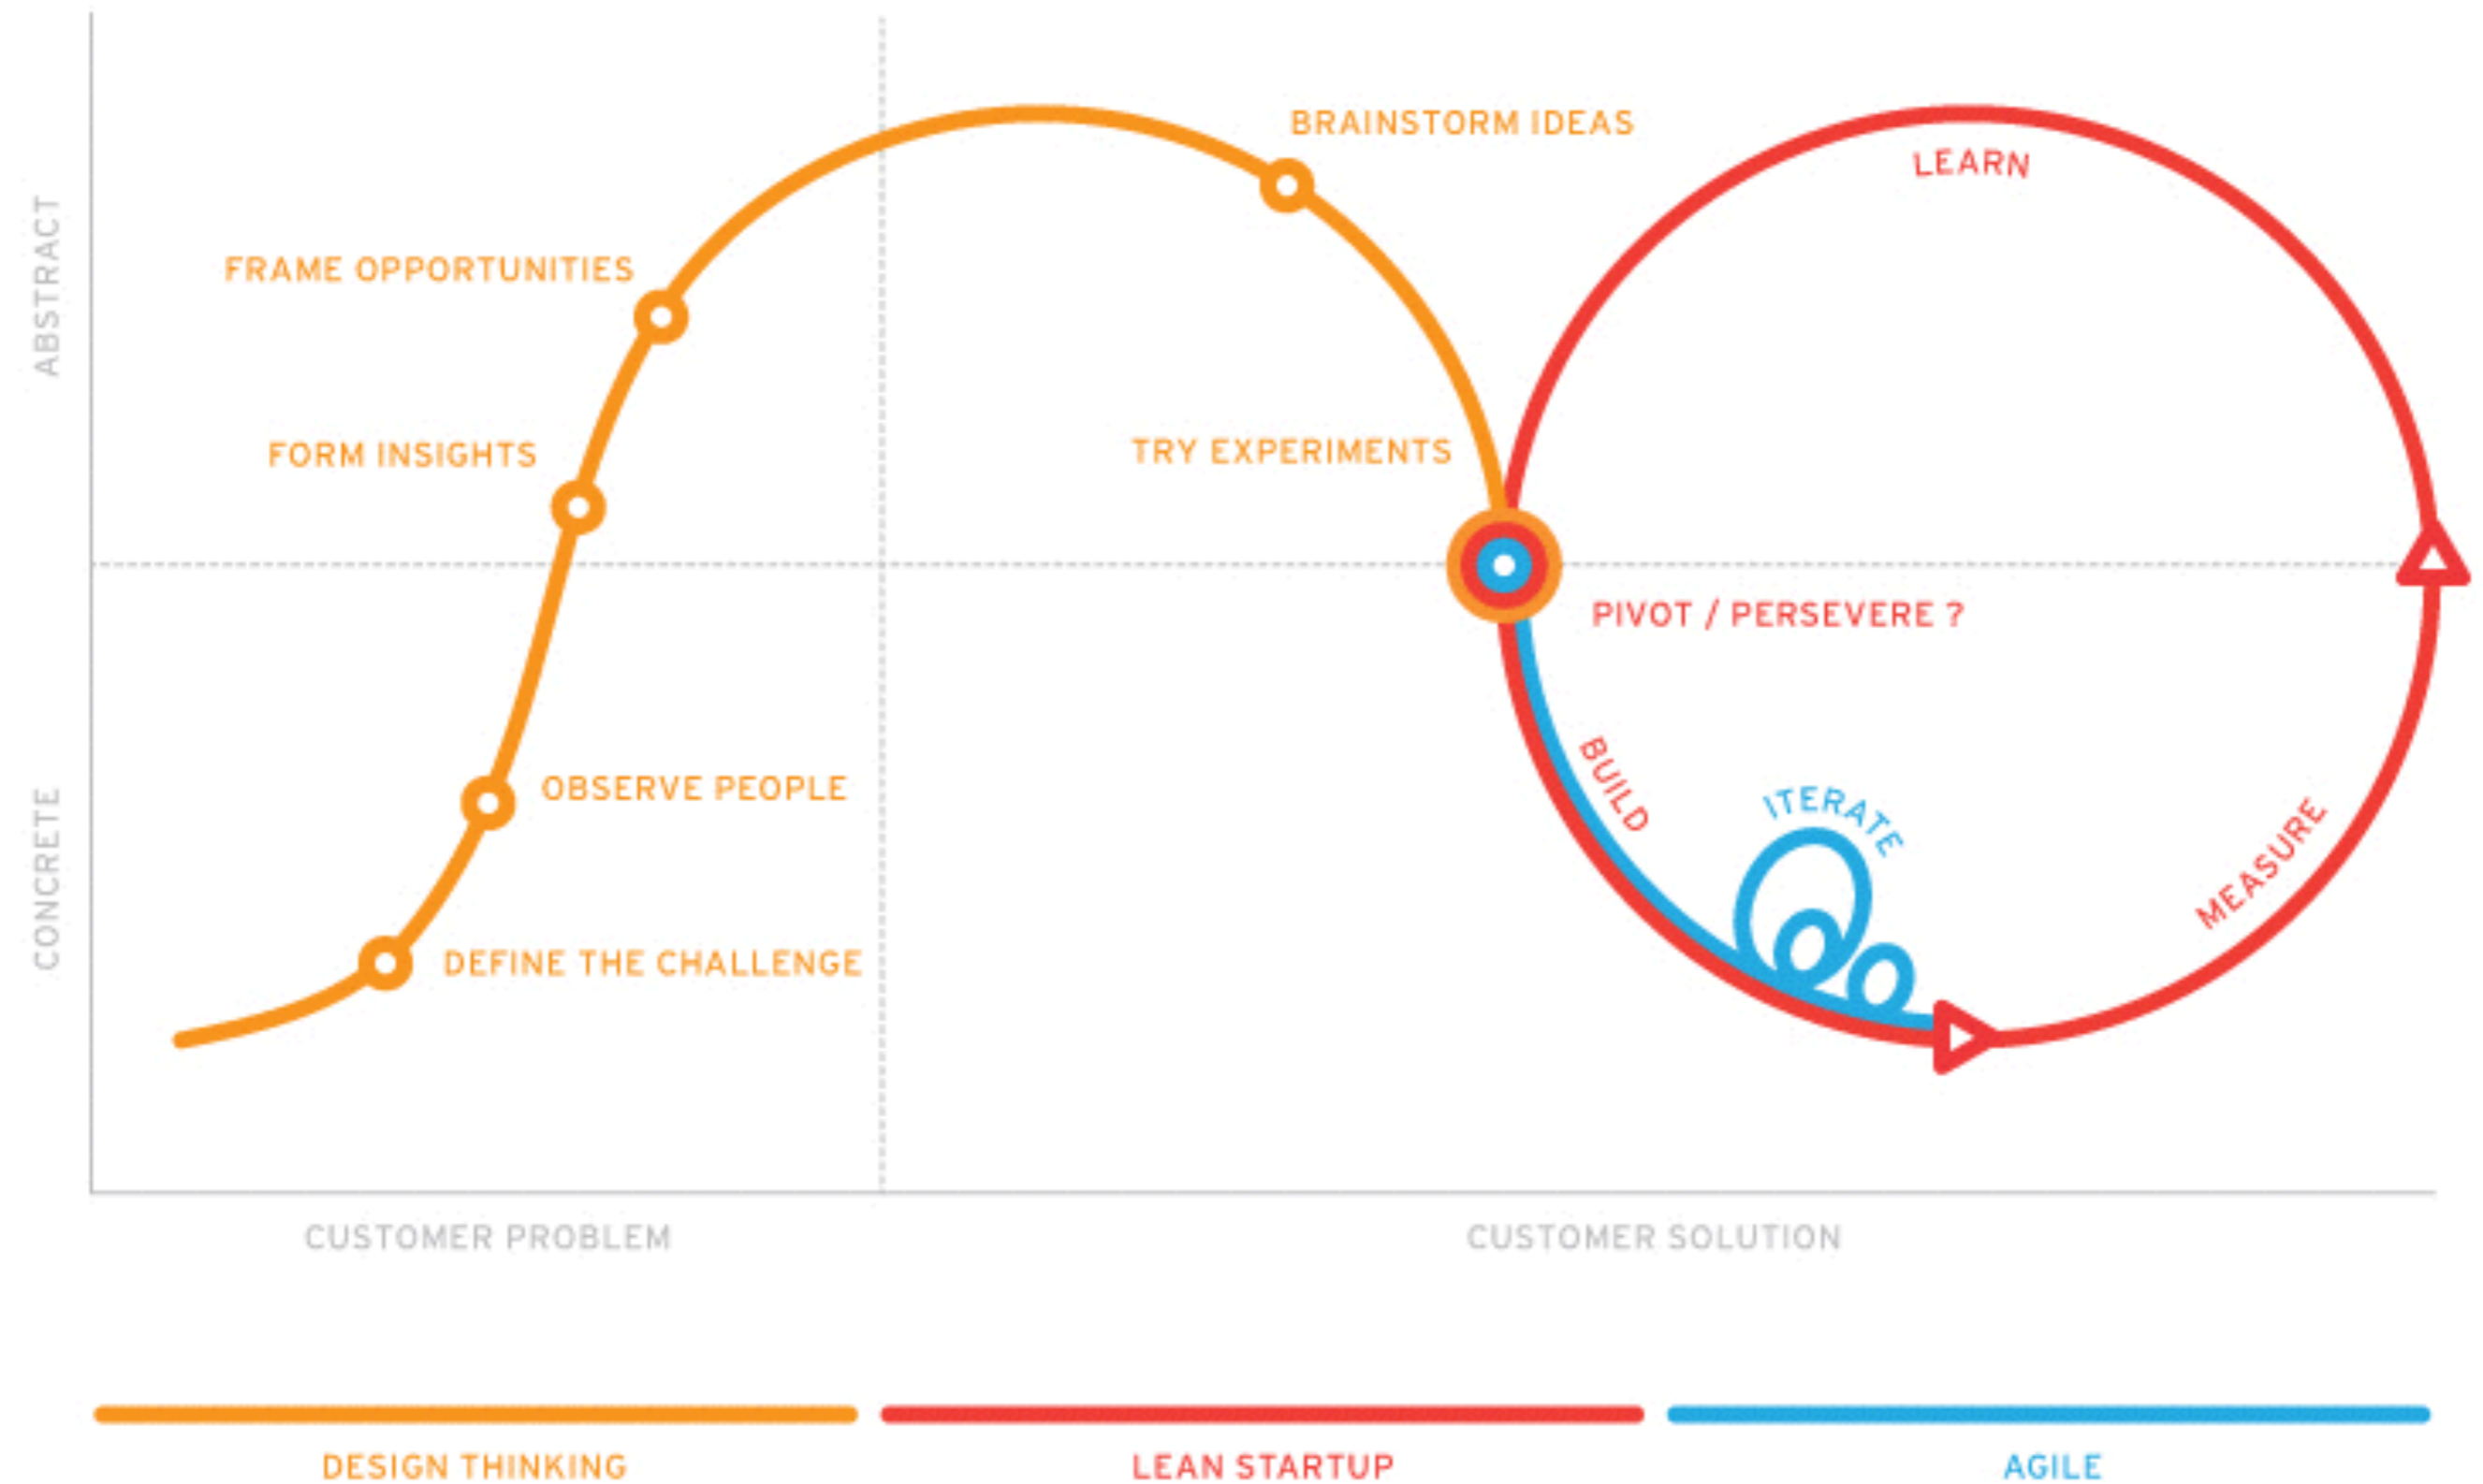 BRAINSTORM IDEAS
LEARN
ABSTRACT
FRAME OPPORTUNITIES
FORM INSIGHTS
TRY EXPERIMENTS
PIVOT / PERSEVERE ?
BUILD
ITERATE
MEASURE
OBSERVE PEOPLE
CONCRETE
DEFINE THE CHALLENGE
CUSTOMER PROBLEM
CUSTOMER SOLUTION
DESIGN THINKING
LEAN STARTUP
AGILE